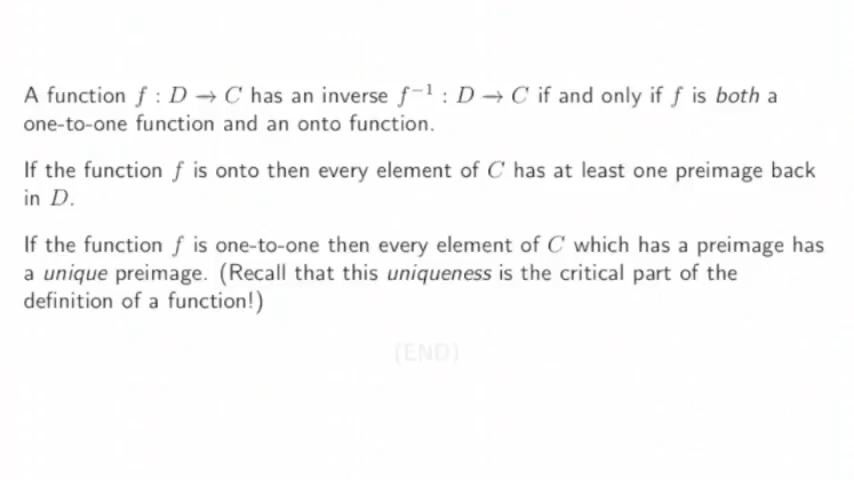 A function f : D → C has an inverse f⁻¹ : D → C if and only if f is both a
one-to-one function and an onto function.
If the function f is onto then every element of C has at least one preimage back
in D.
If the function f is one-to-one then every element of C which has a preimage has
a unique preimage. (Recall that this uniqueness is the critical part of the
definition of a function!)
(END)